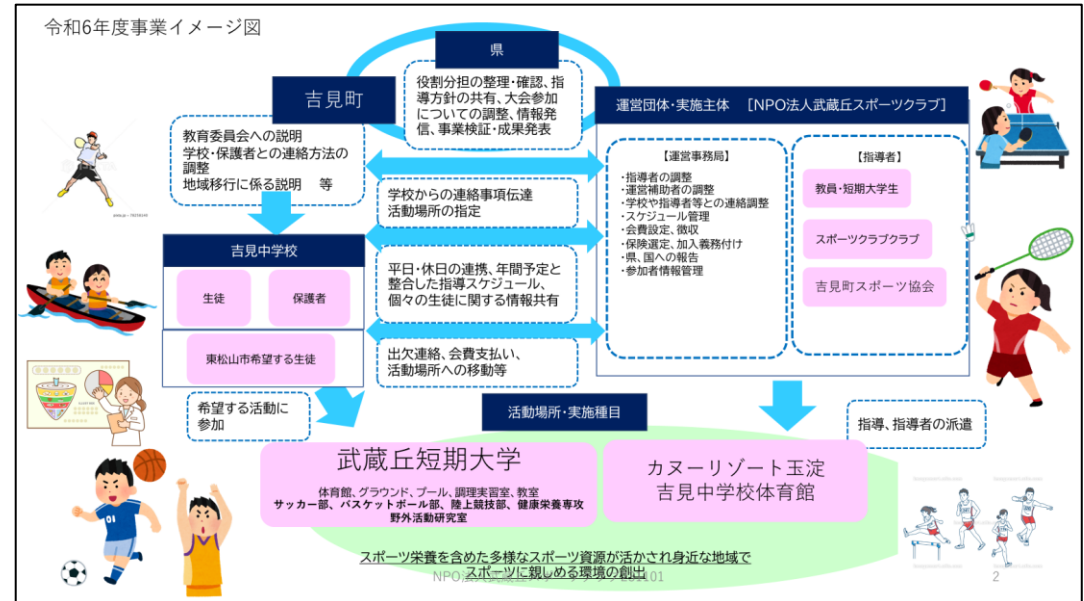 令和6年度事業イメージ図
県
役割分担の整理・確認、指
導方針の共有、大会参加
についての調整、情報発
信、事業検証・成果発表
吉見町
教育委員会への説明
学校・保護者との連絡方法の
調整
地域移行に係る説明　等
運営団体・実施主体　[NPO法人武蔵丘スポーツクラブ]
【運営事務局】
・指導者の調整
・運営補助者の調整
・学校や指導者等との連絡調整
・スケジュール管理
・会費設定、徴収
・保険選定、加入義務付け
・県、国への報告
・参加者情報管理
【指導者】
教員・短期大学生
スポーツクラブクラブ
吉見町スポーツ協会
学校からの連絡事項伝達
活動場所の指定
吉見中学校
生徒
保護者
東松山市希望する生徒
平日・休日の連携、年間予定と
整合した指導スケジュール、
個々の生徒に関する情報共有
出欠連絡、会費支払い、
活動場所への移動等
希望する活動に
参加
活動場所・実施種目
指導、指導者の派遣
武蔵丘短期大学
体育館、グラウンド、プール、調理実習室、教室
サッカー部、バスケットボール部、陸上競技部、健康栄養専攻
野外活動研究室
カヌーリゾート玉淀
吉見中学校体育館
スポーツ栄養を含めた多様なスポーツ資源が活かされ身近な地域で
スポーツに親しめる環境の創出
2